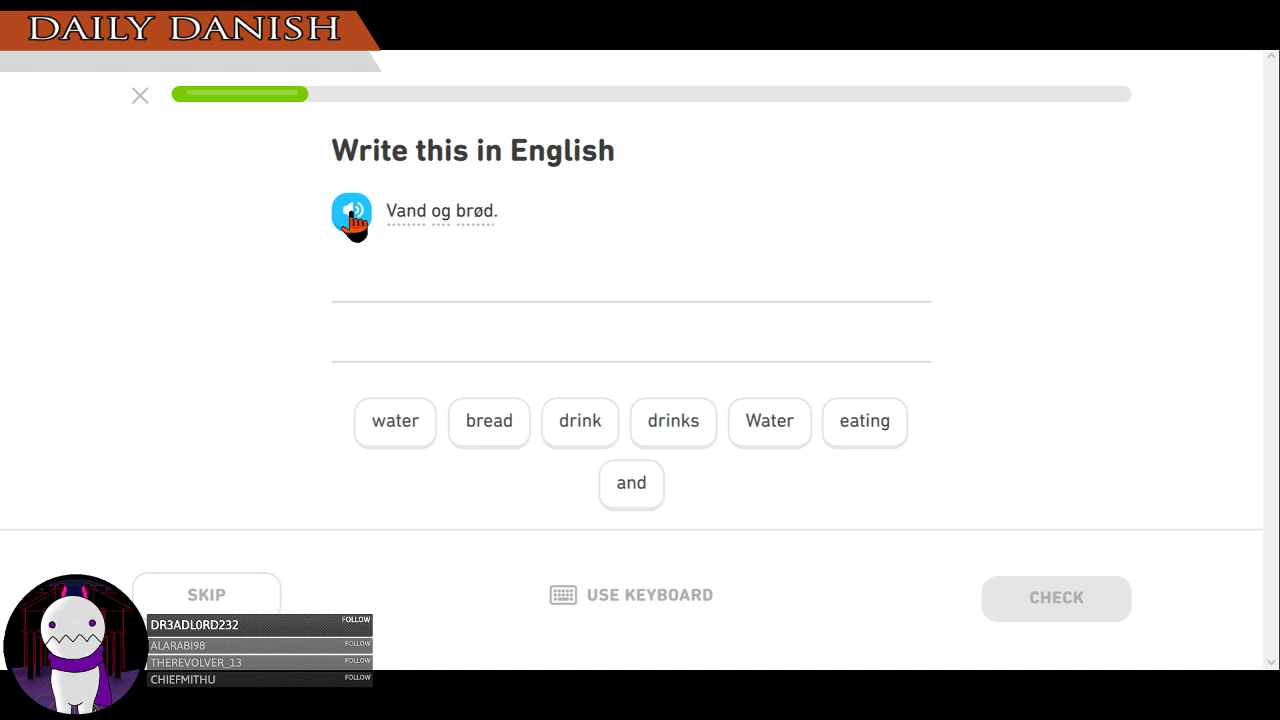 DAILY DANISH
Write this in English
Vand og brød.
water bread drink drinks Water eating
and
SKIP
USE KEYBOARD
CHECK
DR3ADL0RD232 FOLLOW
ALARABI98 FOLLOW
THEREVOLVER_13 FOLLOW
CHIEFMITHU FOLLOW